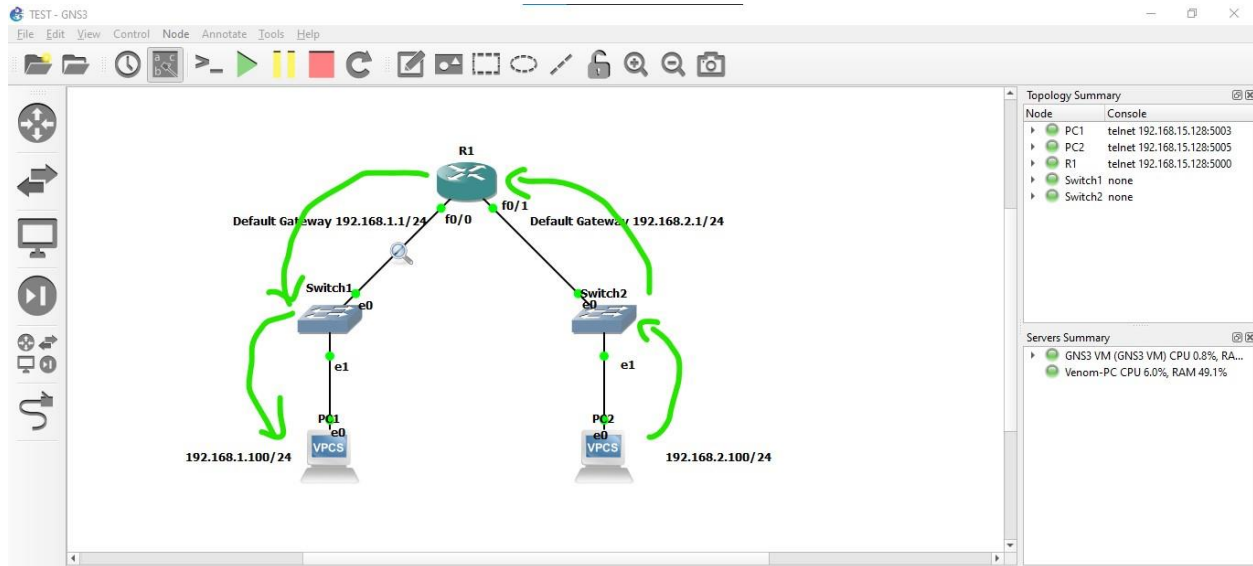 TEST - GNS3
File Edit View Control Node Annotate Tools Help
Topology Summary
Node Console
PC1 telnet 192.168.15.128:5003
PC2 telnet 192.168.15.128:5005
R1 telnet 192.168.15.128:5000
Switch1 none
Switch2 none
R1
f0/0
f0/1
Default Gateway 192.168.1.1/24
Default Gateway 192.168.2.1/24
Switch1
e0
Switch2
e0
e1
e1
PC1
e0
VPCS
192.168.1.100/24
PC2
e0
VPCS
192.168.2.100/24
Servers Summary
GNS3 VM (GNS3 VM) CPU 0.8%, RA...
Venom-PC CPU 6.0%, RAM 49.1%